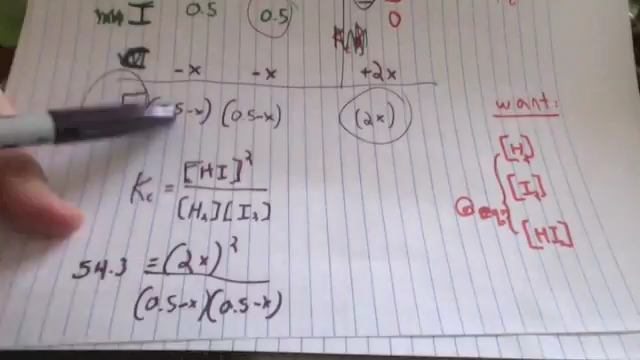 I 0.5 0.5 0
-x -x +2x
(0.5-x) (0.5-x) (2x)
want:
[H₂]
[I₂]
@ eq
[HI]
Kc = [HI]²
[H₂][I₂]
54.3 = (2x)²
(0.5-x)(0.5-x)